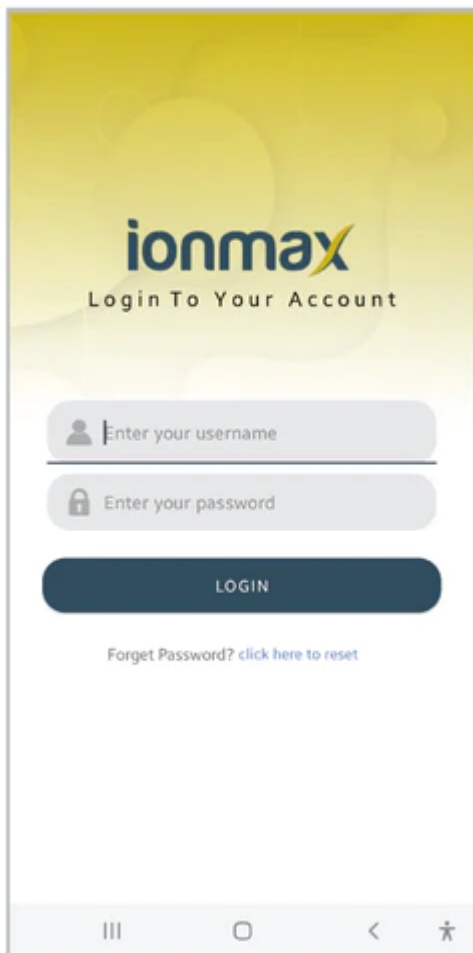 ionmax
Login To Your Account
Enter your username
Enter your password
LOGIN
Forget Password? click here to reset